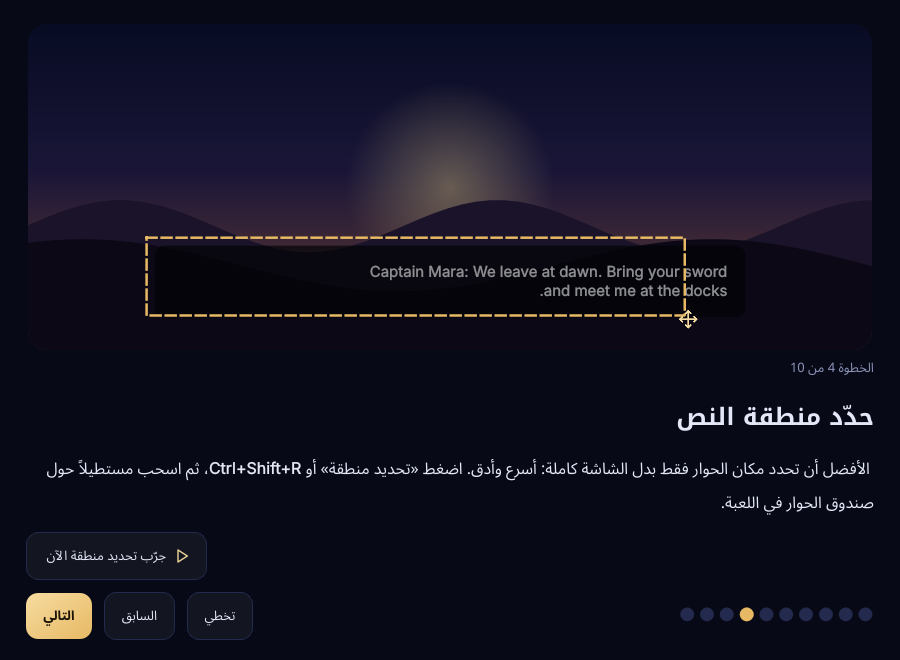 Captain Mara: We leave at dawn. Bring your sword
and meet me at the docks.
الخطوة 4 من 10
حدّد منطقة النص
الأفضل أن تحدد مكان الحوار فقط بدل الشاشة كاملة: أسرع وأدق. اضغط «تحديد منطقة» أو Ctrl+Shift+R، ثم اسحب مستطيلاً حول
صندوق الحوار في اللعبة.
جرّب تحديد منطقة الآن
تخطي
السابق
التالي